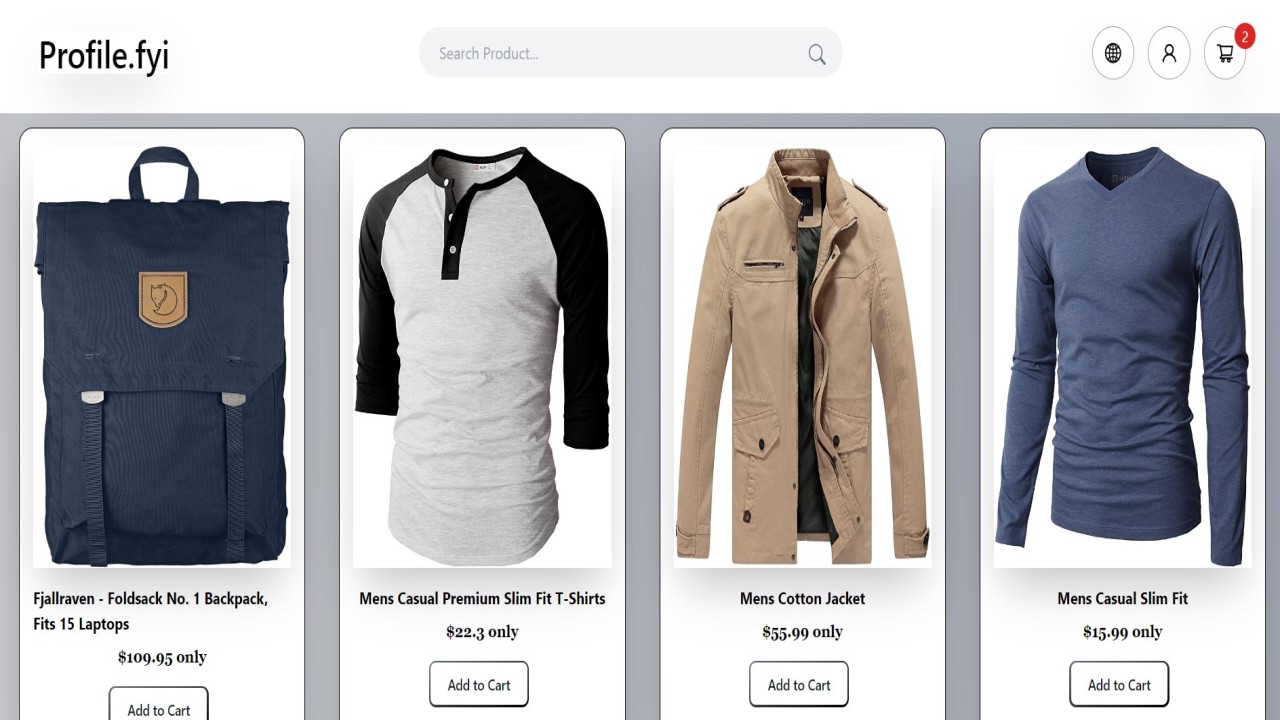 Profile.fyi
Search Product...
2
Fjallraven - Foldsack No. 1 Backpack,
Fits 15 Laptops
$109.95 only
Add to Cart
Mens Casual Premium Slim Fit T-Shirts
$22.3 only
Add to Cart
Mens Cotton Jacket
$55.99 only
Add to Cart
Mens Casual Slim Fit
$15.99 only
Add to Cart